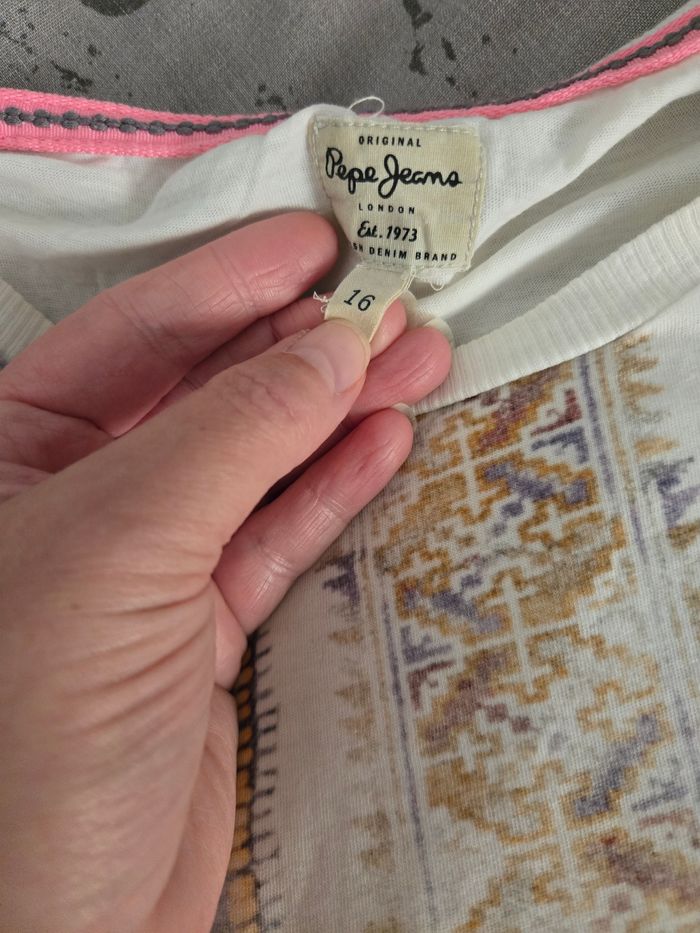 ORIGINAL
Pepe Jeans
LONDON
Est. 1973
DENIM BRAND
16